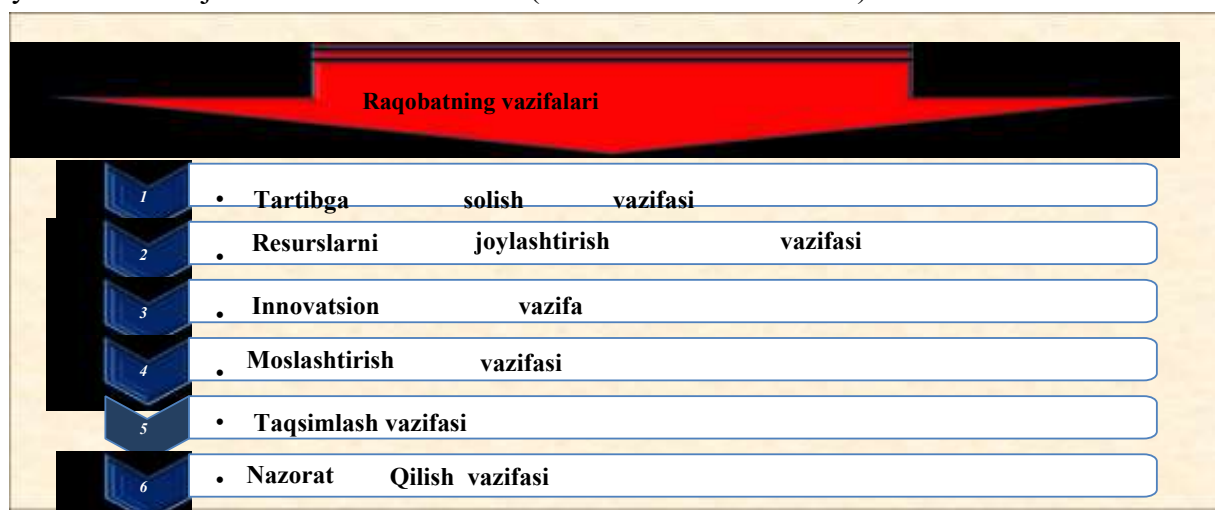 Raqobatning vazifalari
1 • Tartibga solish vazifasi
2 • Resurslarni joylashtirish vazifasi
3 • Innovatsion vazifa
4 • Moslashtirish vazifasi
5 • Taqsimlash vazifasi
6 • Nazorat Qilish vazifasi